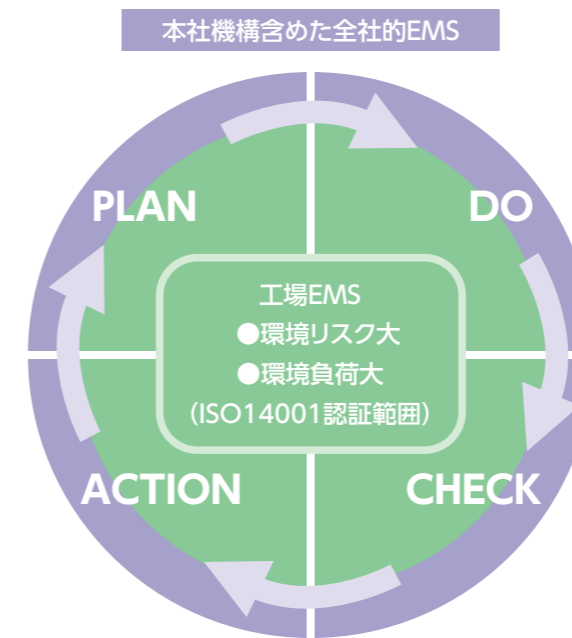 本社機構含めた全社的EMS
PLAN
DO
工場EMS
●環境リスク大
●環境負荷大
(ISO14001認証範囲)
ACTION
CHECK